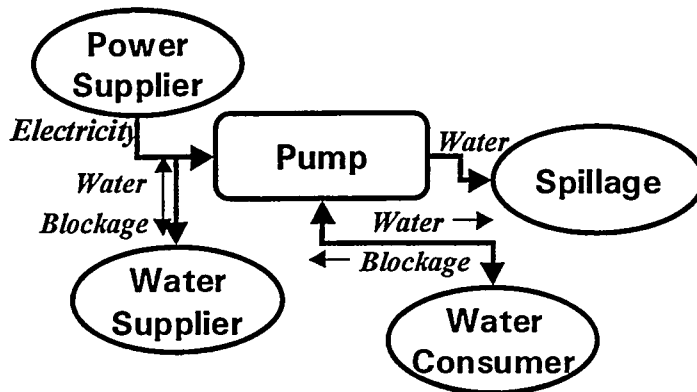 Power
Supplier
Electricity
Pump
Water
Spillage
Water
Blockage
Water
Blockage
Water
Supplier
Water
Consumer